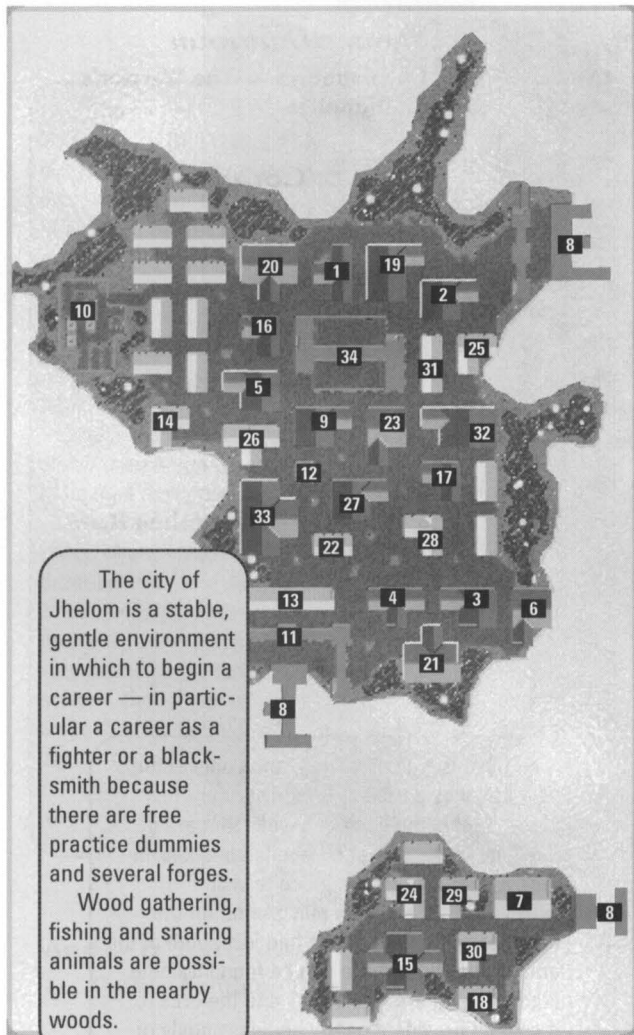 8
20
1
19
2
10
16
34
31
25
5
14
26
9
23
32
12
17
33
27
22
28
13
4
3
6
11
21
8
The city of
Jhelom is a stable,
gentle environment
in which to begin a
career — in partic-
ular a career as a
fighter or a black-
smith because
there are free
practice dummies
and several forges.
Wood gathering,
fishing and snaring
animals are possi-
ble in the nearby
woods.
24
29
7
8
15
30
18